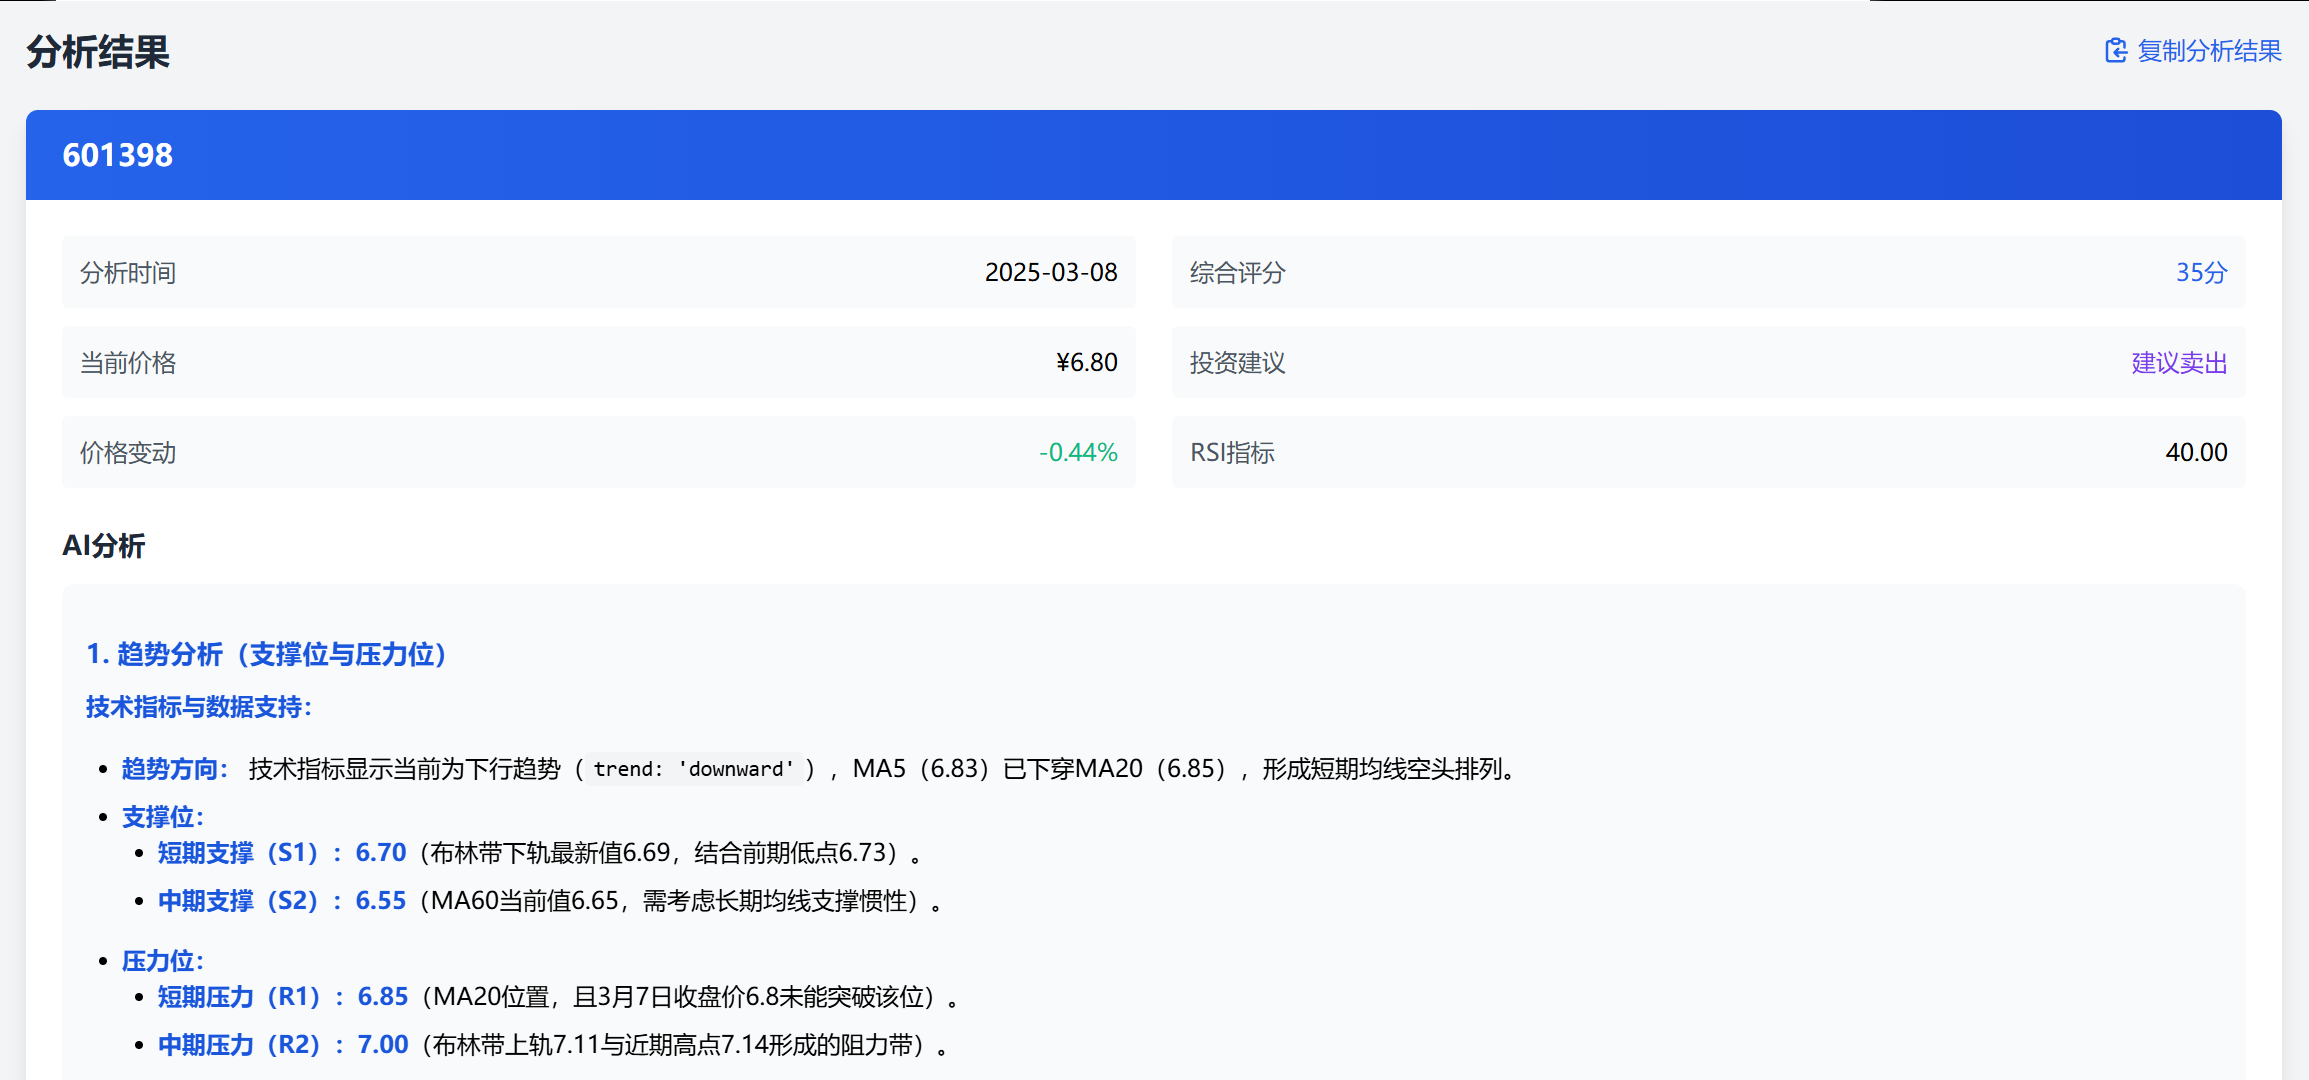 分析结果
复制分析结果
601398
分析时间 2025-03-08
综合评分 35分
当前价格 ¥6.80
投资建议 建议卖出
价格变动 -0.44%
RSI指标 40.00
AI分析
1. 趋势分析（支撑位与压力位）
技术指标与数据支持：
• 趋势方向： 技术指标显示当前为下行趋势（trend: 'downward'），MA5（6.83）已下穿MA20（6.85），形成短期均线空头排列。
• 支撑位：
• 短期支撑（S1）：6.70（布林带下轨最新值6.69，结合前期低点6.73）。
• 中期支撑（S2）：6.55（MA60当前值6.65，需考虑长期均线支撑惯性）。
• 压力位：
• 短期压力（R1）：6.85（MA20位置，且3月7日收盘价6.8未能突破该位）。
• 中期压力（R2）：7.00（布林带上轨7.11与近期高点7.14形成的阻力带）。